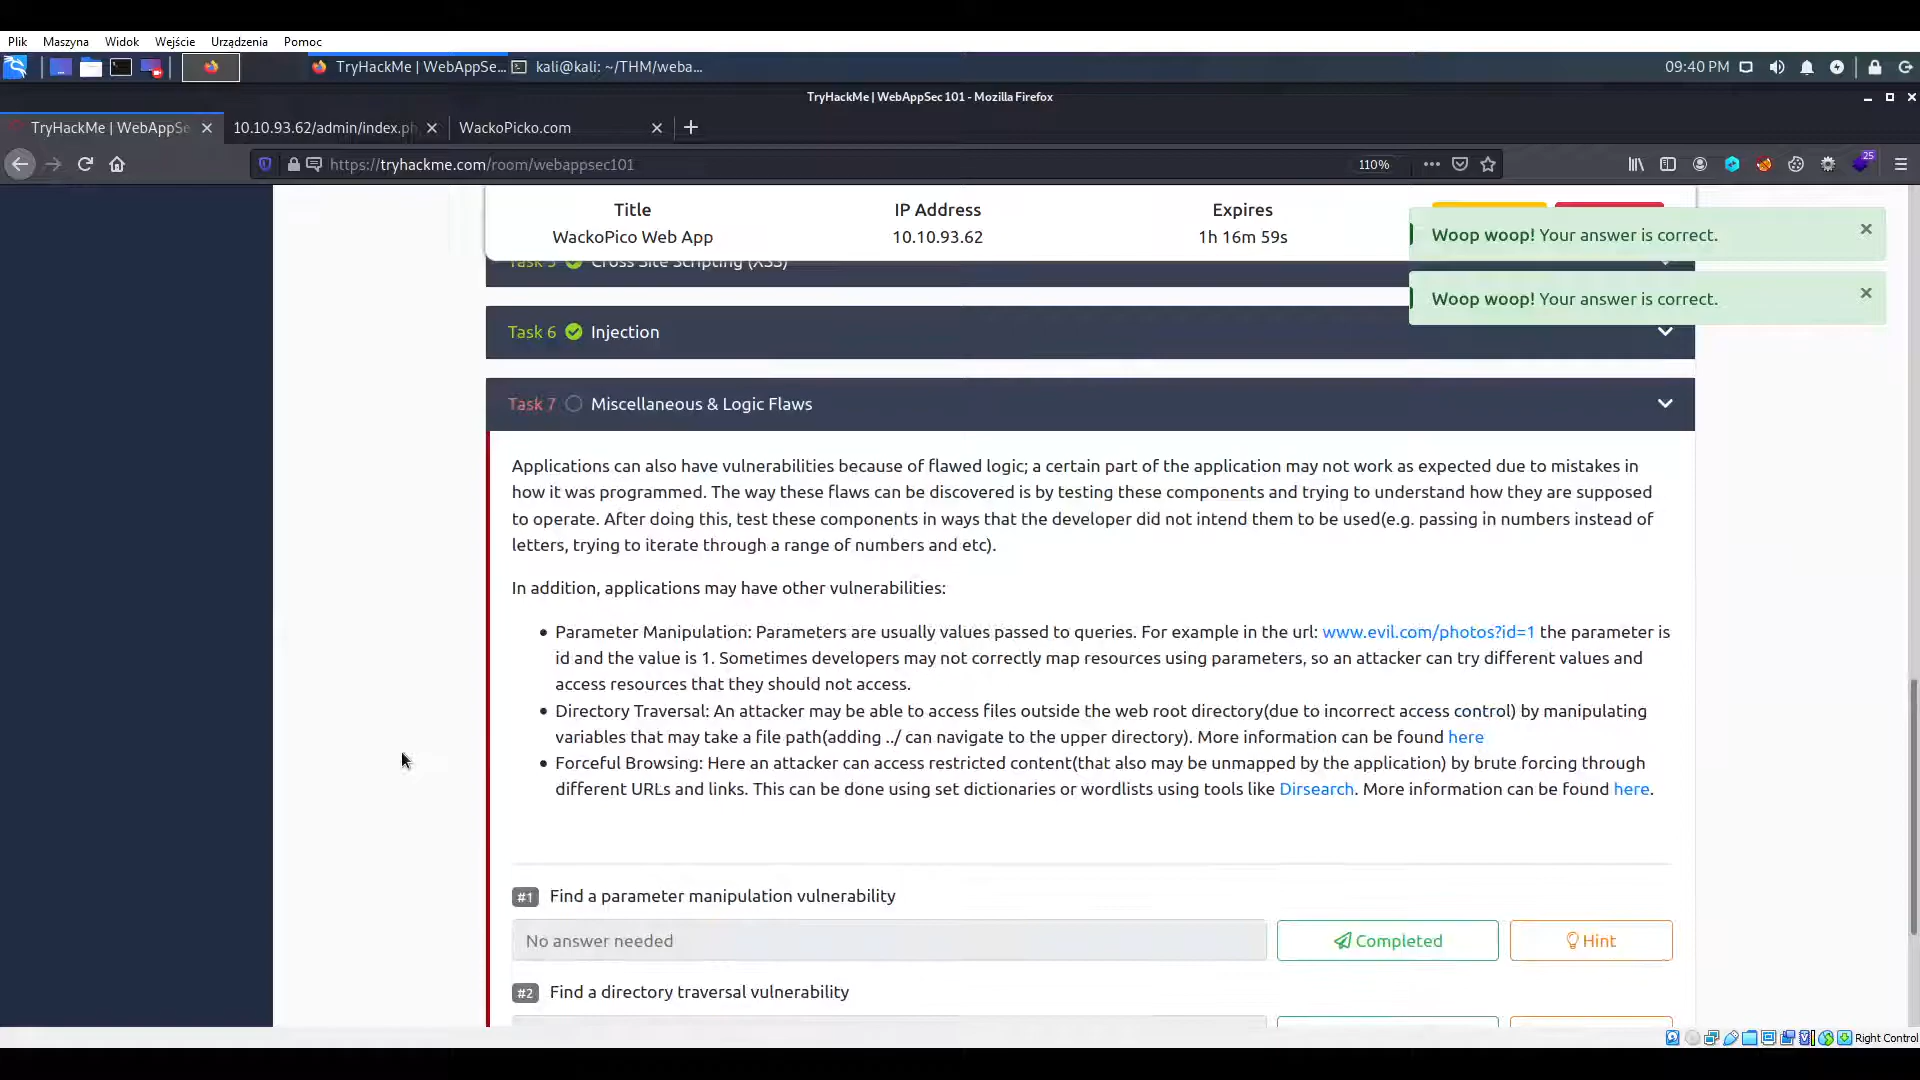 Plik Maszyna Widok Wejście Urządzenia Pomoc
TryHackMe | WebAppSe... kali@kali: ~/THM/weba... 09:40 PM
TryHackMe | WebAppSec 101 - Mozilla Firefox
TryHackMe | WebAppSe 10.10.93.62/admin/index.ph WackoPicko.com
https://tryhackme.com/room/webappsec101 110% 25
Title IP Address Expires
WackoPico Web App 10.10.93.62 1h 16m 59s
Woop woop! Your answer is correct.
Task 5 Cross Site Scripting (XSS)
Woop woop! Your answer is correct.
Task 6 Injection
Task 7 Miscellaneous & Logic Flaws
Applications can also have vulnerabilities because of flawed logic; a certain part of the application may not work as expected due to mistakes in
how it was programmed. The way these flaws can be discovered is by testing these components and trying to understand how they are supposed
to operate. After doing this, test these components in ways that the developer did not intend them to be used(e.g. passing in numbers instead of
letters, trying to iterate through a range of numbers and etc).
In addition, applications may have other vulnerabilities:
Parameter Manipulation: Parameters are usually values passed to queries. For example in the url: www.evil.com/photos?id=1 the parameter is
id and the value is 1. Sometimes developers may not correctly map resources using parameters, so an attacker can try different values and
access resources that they should not access.
Directory Traversal: An attacker may be able to access files outside the web root directory(due to incorrect access control) by manipulating
variables that may take a file path(adding ../ can navigate to the upper directory). More information can be found here
Forceful Browsing: Here an attacker can access restricted content(that also may be unmapped by the application) by brute forcing through
different URLs and links. This can be done using set dictionaries or wordlists using tools like Dirsearch. More information can be found here.
#1 Find a parameter manipulation vulnerability
No answer needed Completed Hint
#2 Find a directory traversal vulnerability
Right Control